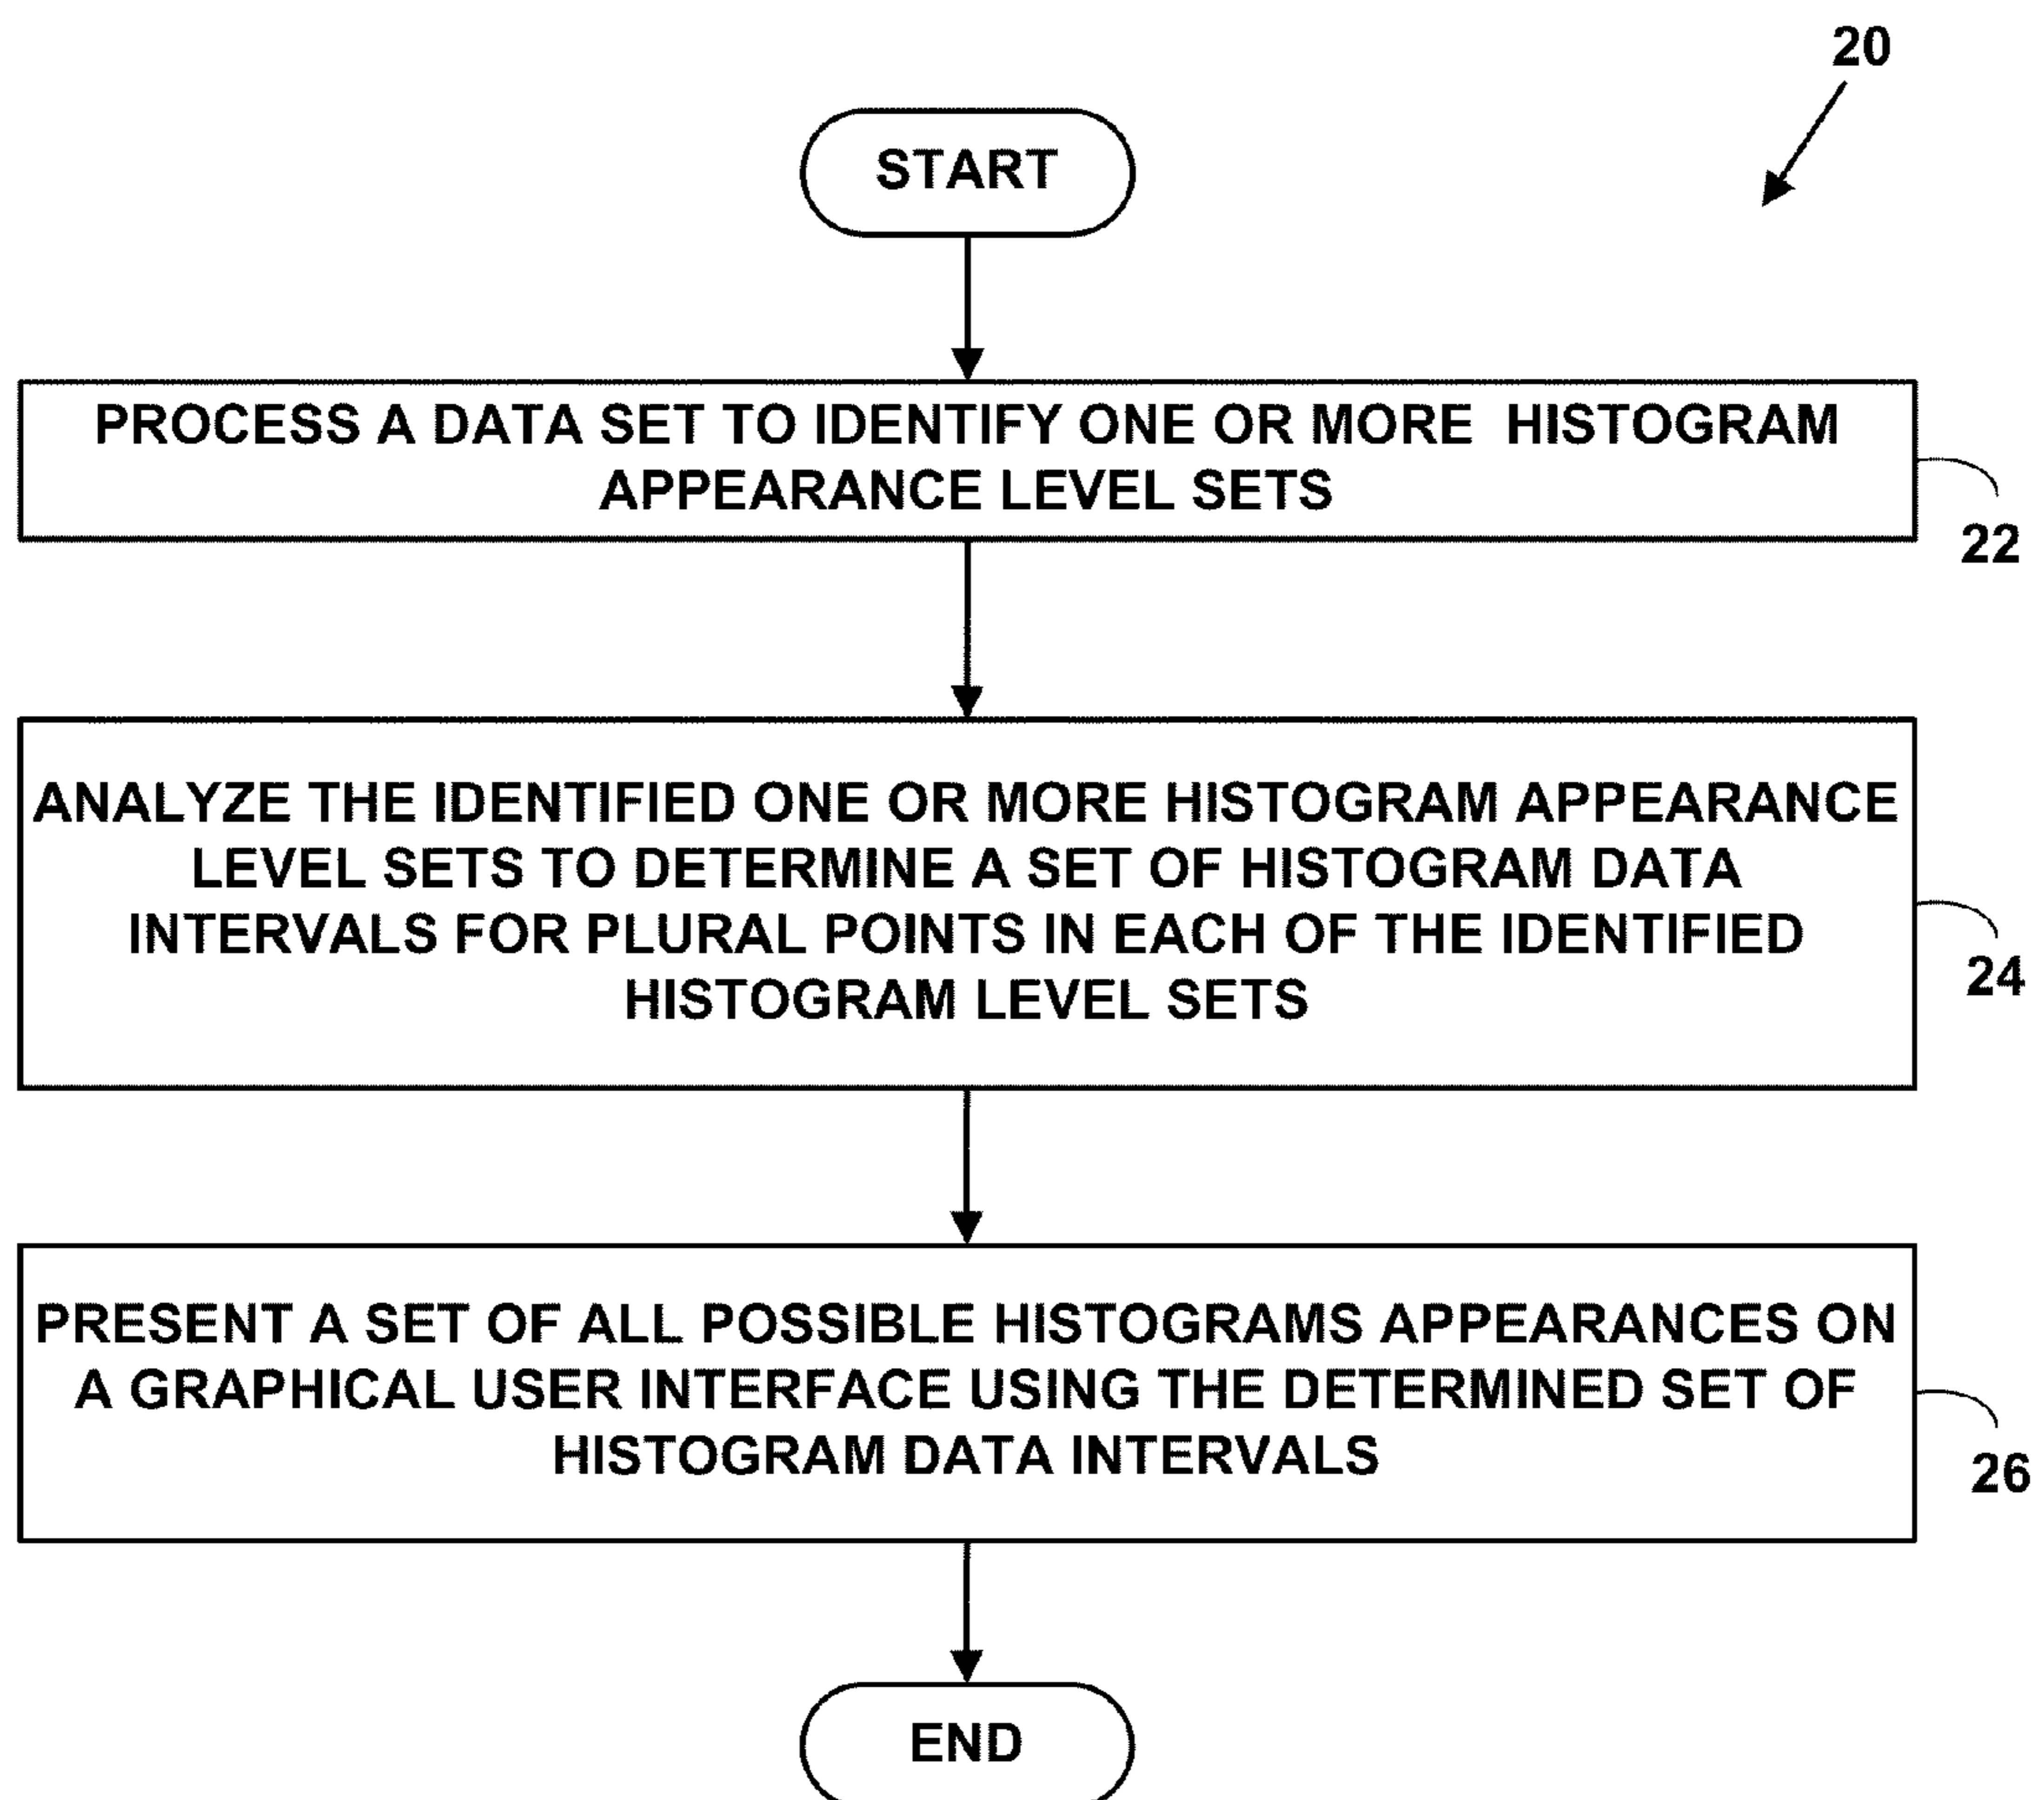 20
START
PROCESS A DATA SET TO IDENTIFY ONE OR MORE HISTOGRAM
APPEARANCE LEVEL SETS
22
ANALYZE THE IDENTIFIED ONE OR MORE HISTOGRAM APPEARANCE
LEVEL SETS TO DETERMINE A SET OF HISTOGRAM DATA
INTERVALS FOR PLURAL POINTS IN EACH OF THE IDENTIFIED
HISTOGRAM LEVEL SETS
24
PRESENT A SET OF ALL POSSIBLE HISTOGRAMS APPEARANCES ON
A GRAPHICAL USER INTERFACE USING THE DETERMINED SET OF
HISTOGRAM DATA INTERVALS
26
END